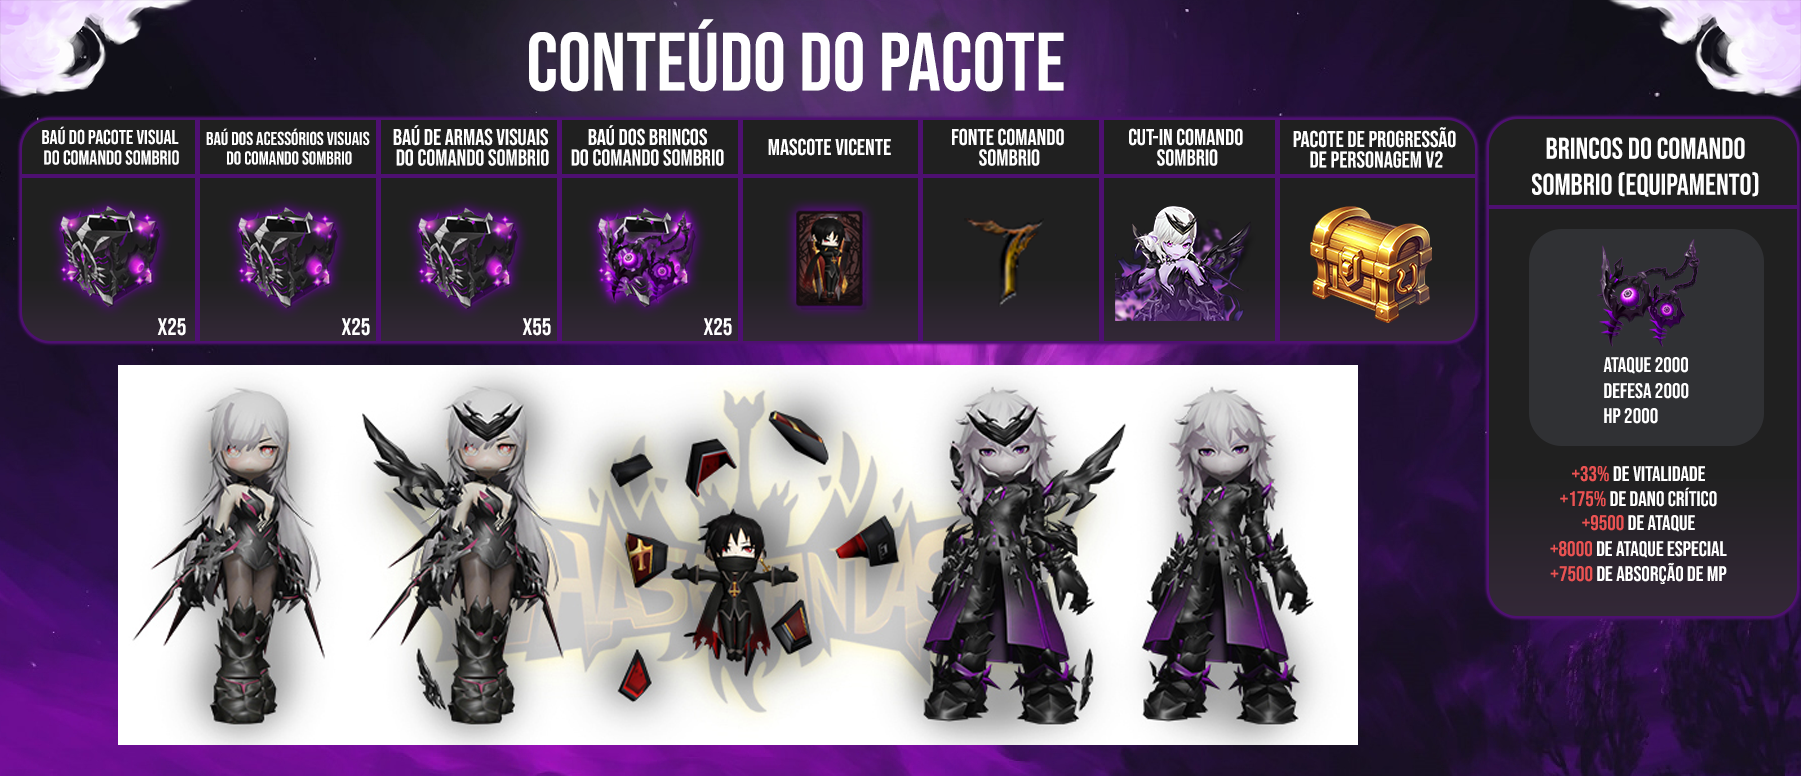 CONTEÚDO DO PACOTE
BAÚ DO PACOTE VISUAL
DO COMANDO SOMBRIO
X25
BAÚ DOS ACESSÓRIOS VISUAIS
DO COMANDO SOMBRIO
X25
BAÚ DE ARMAS VISUAIS
DO COMANDO SOMBRIO
X55
BAÚ DOS BRINCOS
DO COMANDO SOMBRIO
X25
MASCOTE VICENTE
FONTE COMANDO
SOMBRIO
CUT-IN COMANDO
SOMBRIO
PACOTE DE PROGRESSÃO
DE PERSONAGEM V2
BRINCOS DO COMANDO
SOMBRIO (EQUIPAMENTO)
ATAQUE 2000
DEFESA 2000
HP 2000
+33% DE VITALIDADE
+175% DE DANO CRÍTICO
+9500 DE ATAQUE
+8000 DE ATAQUE ESPECIAL
+7500 DE ABSORÇÃO DE MP